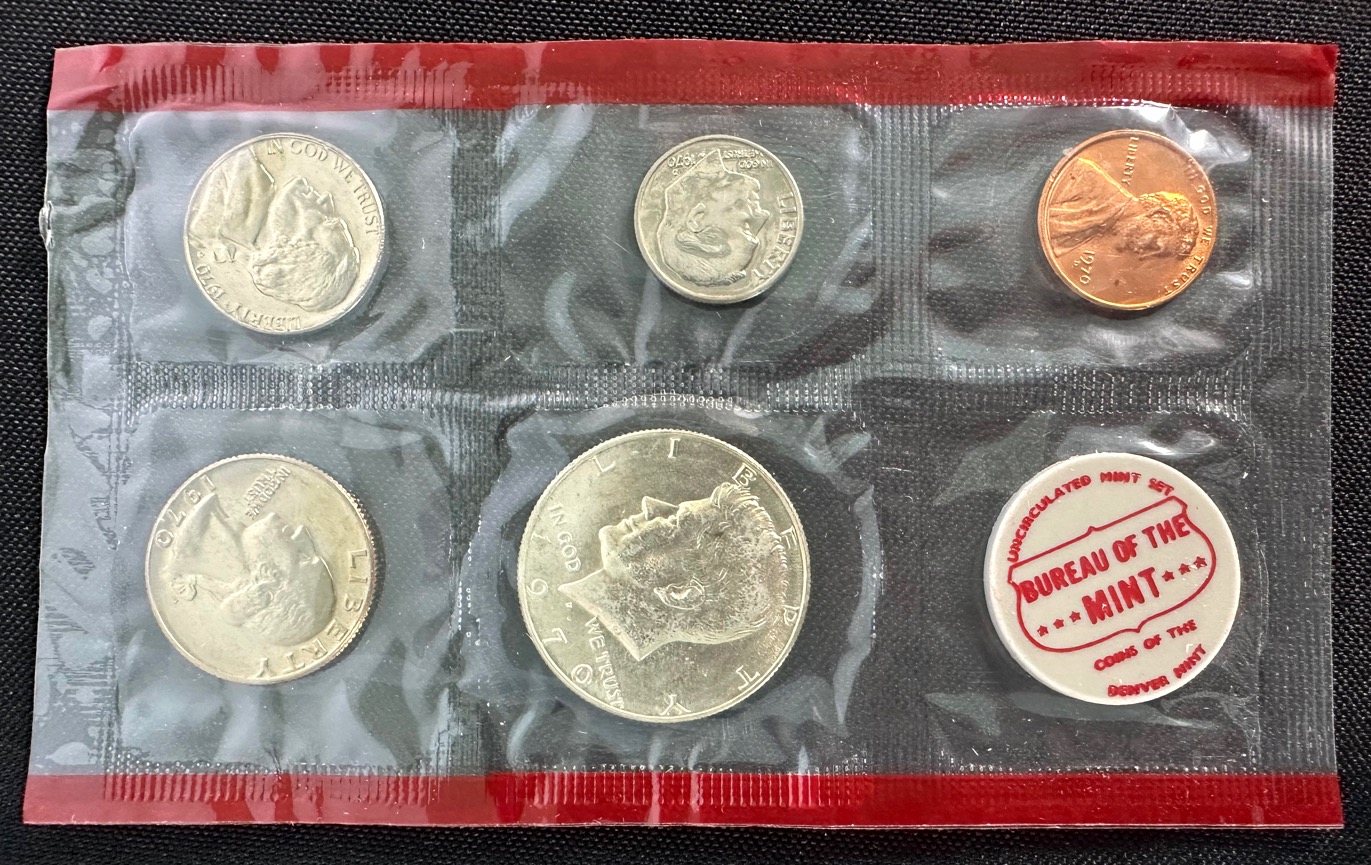 IN GOD WE TRUST
LIBERTY · 1970
LIBERTY
IN GOD
WE TRUST
1970
D
IN GOD WE TRUST
LIBERTY
1970
LIBERTY
IN GOD WE
TRUST
1970
LIBERTY
IN GOD WE TRUST
1970
UNCIRCULATED MINT SET
BUREAU OF THE
★★★ MINT ★★★
COINS OF THE
DENVER MINT